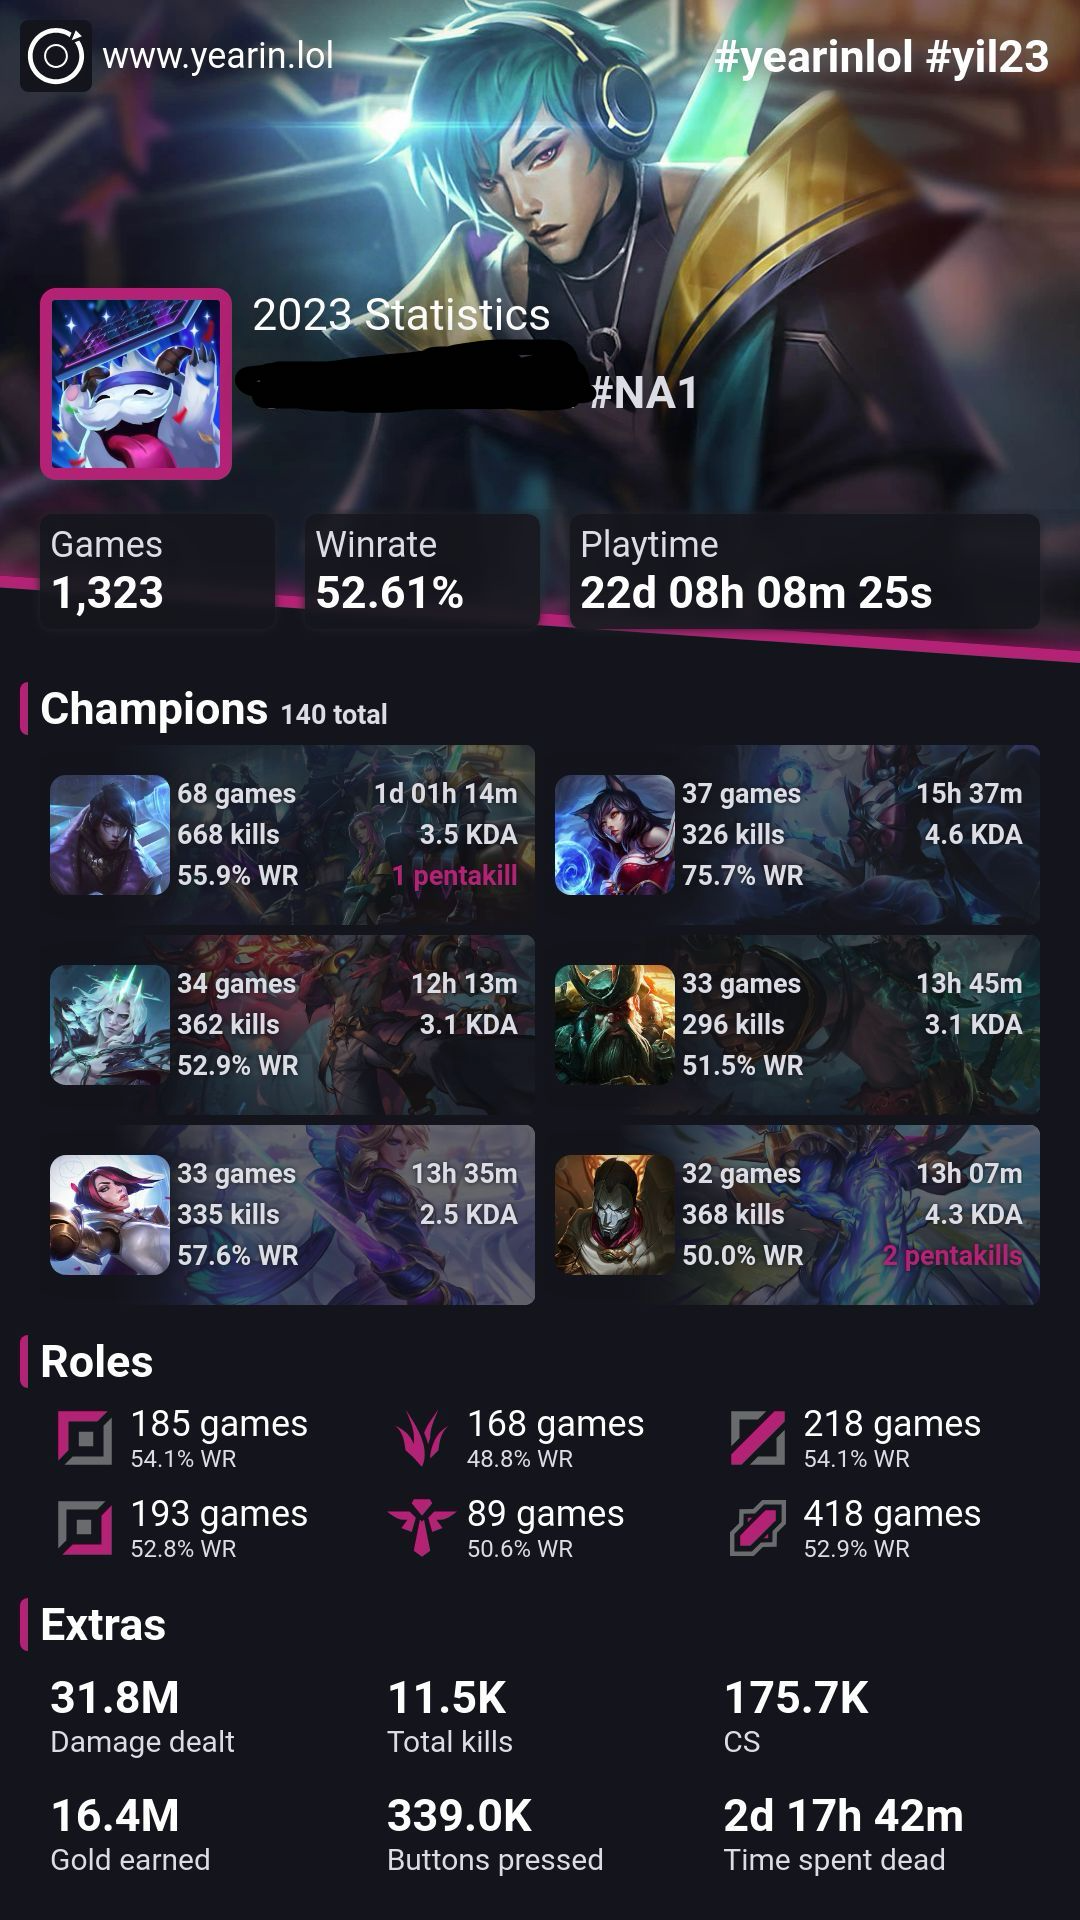 www.yearin.lol
#yearinlol #yil23
2023 Statistics
#NA1
Games
1,323
Winrate
52.61%
Playtime
22d 08h 08m 25s
Champions 140 total
68 games 1d 01h 14m
668 kills 3.5 KDA
55.9% WR 1 pentakill
37 games 15h 37m
326 kills 4.6 KDA
75.7% WR
34 games 12h 13m
362 kills 3.1 KDA
52.9% WR
33 games 13h 45m
296 kills 3.1 KDA
51.5% WR
33 games 13h 35m
335 kills 2.5 KDA
57.6% WR
32 games 13h 07m
368 kills 4.3 KDA
50.0% WR 2 pentakills
Roles
185 games
54.1% WR
168 games
48.8% WR
218 games
54.1% WR
193 games
52.8% WR
89 games
50.6% WR
418 games
52.9% WR
Extras
31.8M
Damage dealt
11.5K
Total kills
175.7K
CS
16.4M
Gold earned
339.0K
Buttons pressed
2d 17h 42m
Time spent dead